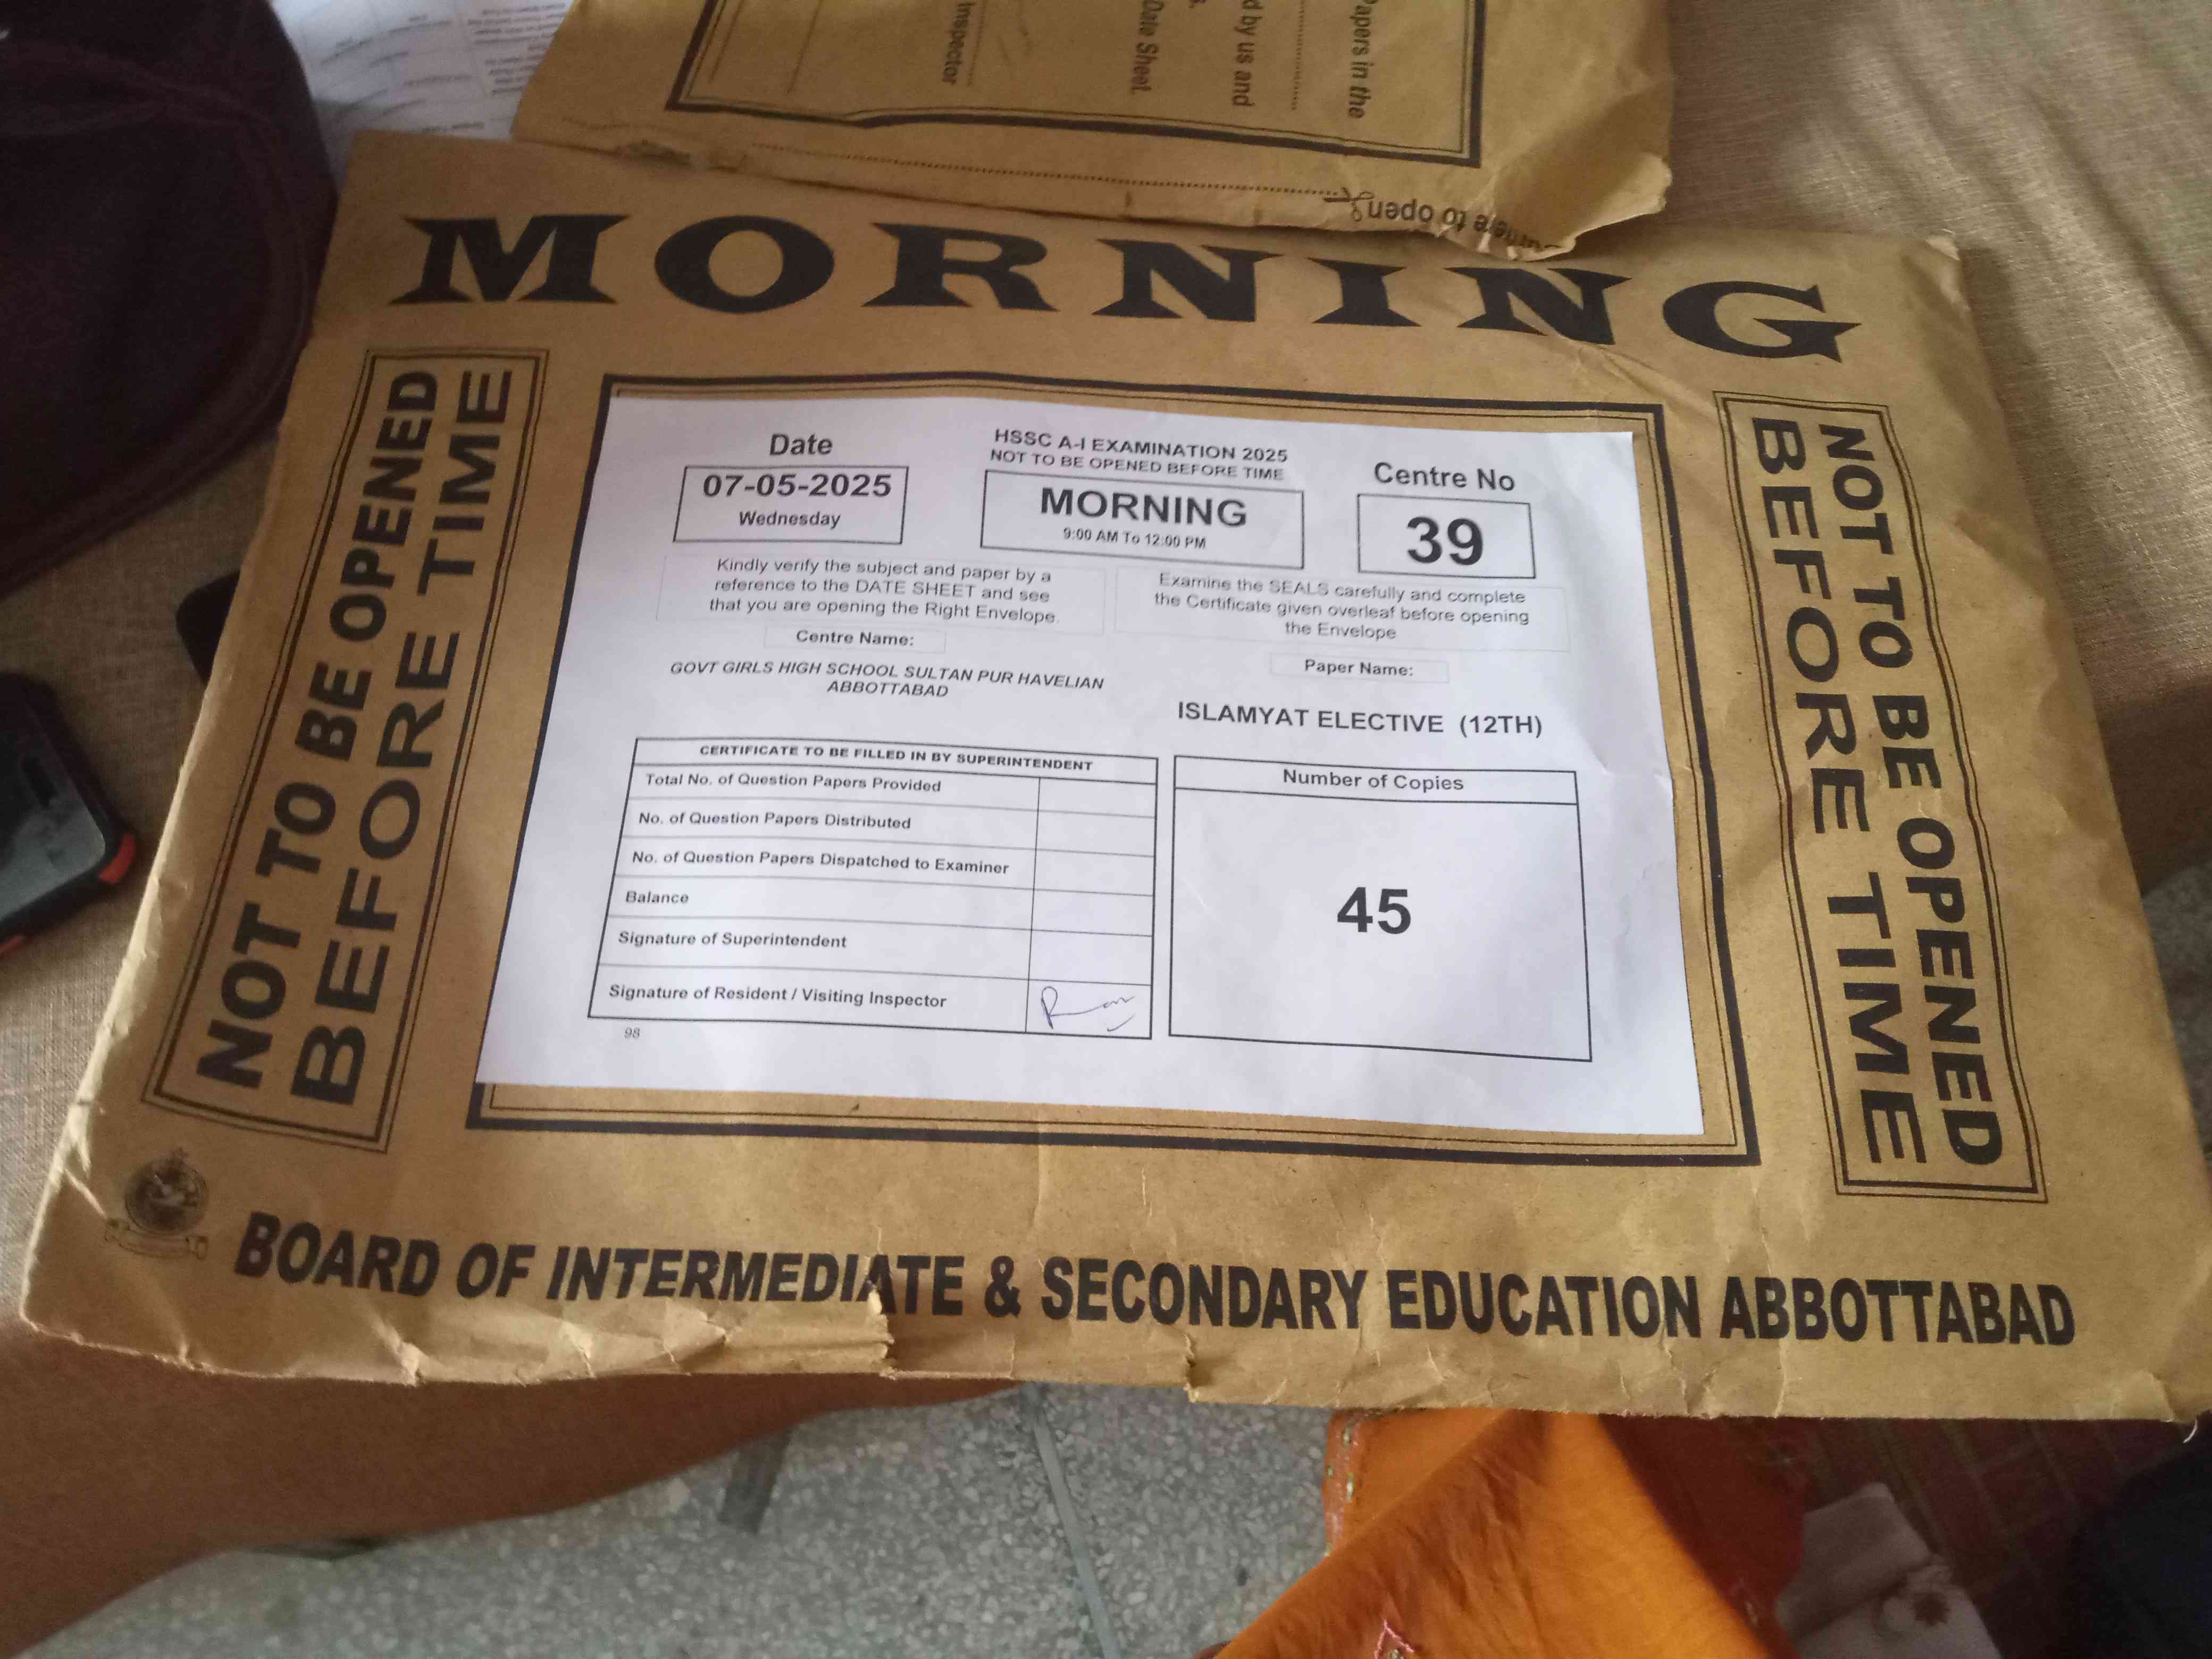 Papers in the
d by us and
Date Sheet.
Inspector
here to open
MORNING
NOT TO BE OPENED
BEFORE TIME
Date
07-05-2025
Wednesday
HSSC A-I EXAMINATION 2025
NOT TO BE OPENED BEFORE TIME
MORNING
9:00 AM To 12:00 PM
Centre No
39
Kindly verify the subject and paper by a
reference to the DATE SHEET and see
that you are opening the Right Envelope.
Examine the SEALS carefully and complete
the Certificate given overleaf before opening
the Envelope
Centre Name:
GOVT GIRLS HIGH SCHOOL SULTAN PUR HAVELIAN
ABBOTTABAD
Paper Name:
ISLAMYAT ELECTIVE (12TH)
CERTIFICATE TO BE FILLED IN BY SUPERINTENDENT
Total No. of Question Papers Provided
No. of Question Papers Distributed
No. of Question Papers Dispatched to Examiner
Balance
Signature of Superintendent
Signature of Resident / Visiting Inspector
98
Number of Copies
45
NOT TO BE OPENED
BEFORE TIME
BOARD OF INTERMEDIATE & SECONDARY EDUCATION ABBOTTABAD